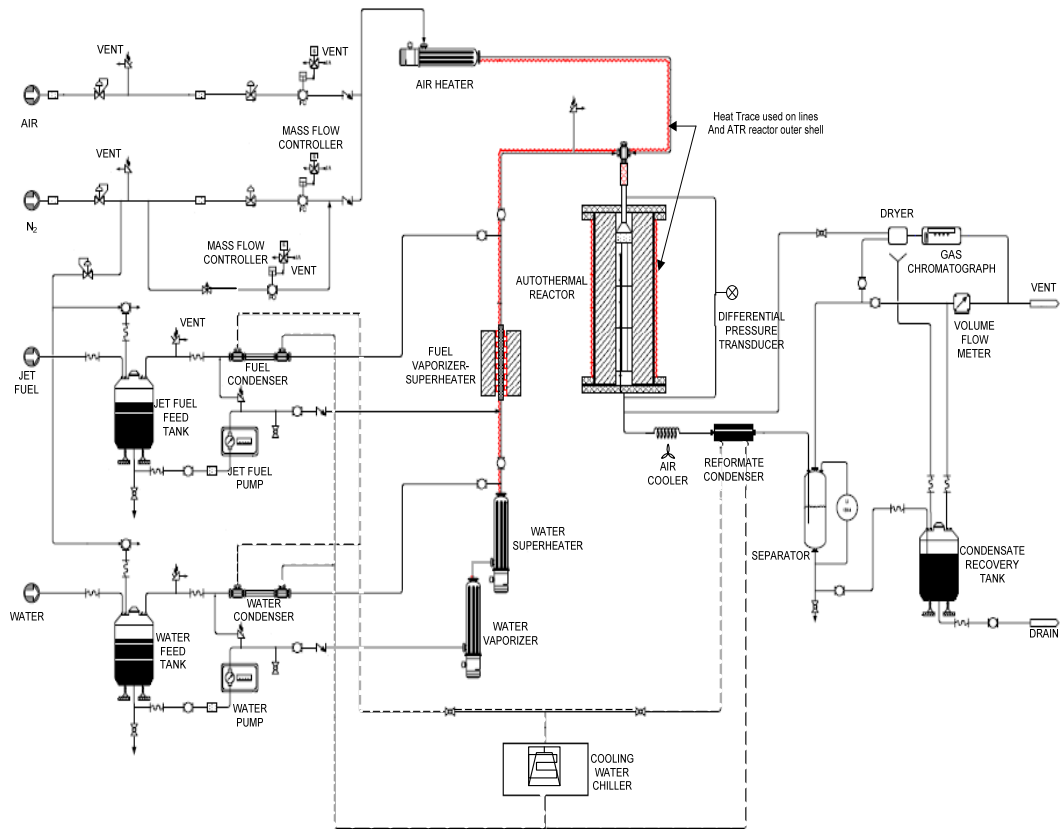 VENT
VENT
AIR HEATER
AIR
MASS FLOW
CONTROLLER
Heat Trace used on lines
And ATR reactor outer shell
VENT
N2
DRYER
MASS FLOW
CONTROLLER
VENT
GAS
CHROMATOGRAPH
AUTOTHERMAL
REACTOR
VENT
VOLUME
FLOW
METER
DIFFERENTIAL
PRESSURE
TRANSDUCER
VENT
FUEL
CONDENSER
FUEL
VAPORIZER-
SUPERHEATER
JET
FUEL
JET FUEL
FEED
TANK
JET FUEL
PUMP
AIR
COOLER
REFORMATE
CONDENSER
WATER
SUPERHEATER
SEPARATOR
CONDENSATE
RECOVERY
TANK
WATER
WATER
CONDENSER
WATER
VAPORIZER
DRAIN
WATER
FEED
TANK
WATER
PUMP
COOLING
WATER
CHILLER